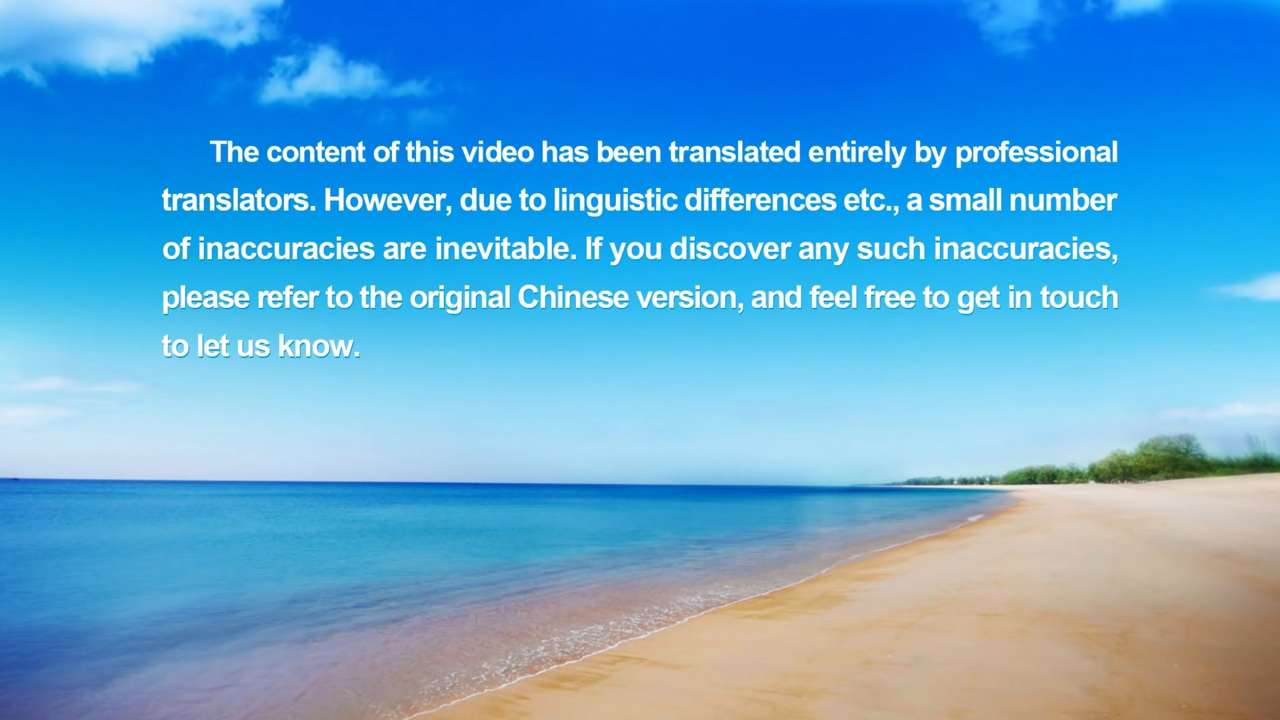 The content of this video has been translated entirely by professional
translators. However, due to linguistic differences etc., a small number
of inaccuracies are inevitable. If you discover any such inaccuracies,
please refer to the original Chinese version, and feel free to get in touch
to let us know.